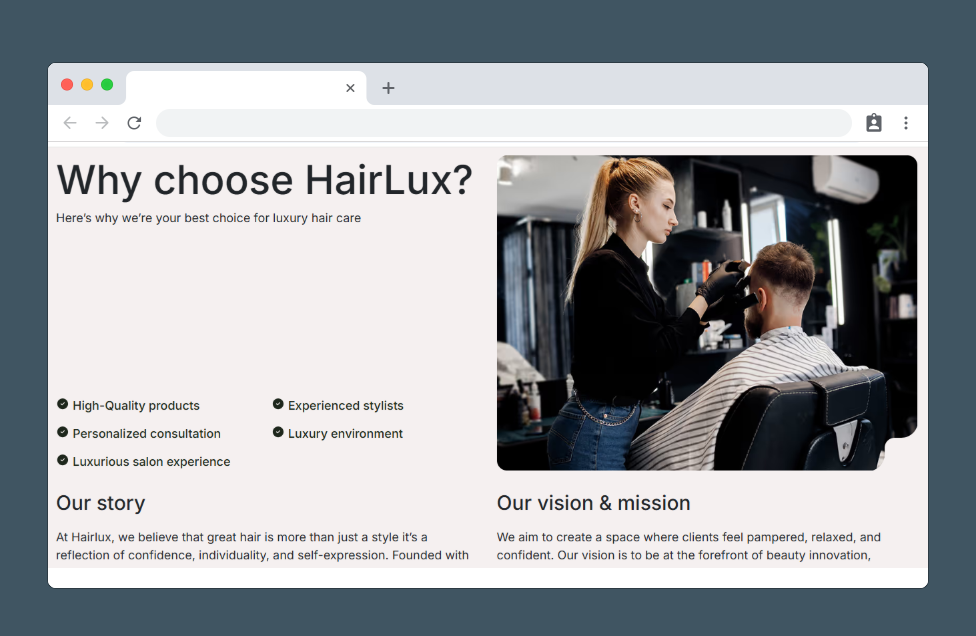 Why choose HairLux?
Here's why we're your best choice for luxury hair care
High-Quality products
Experienced stylists
Personalized consultation
Luxury environment
Luxurious salon experience
Our story
At Hairlux, we believe that great hair is more than just a style it's a
reflection of confidence, individuality, and self-expression. Founded with
Our vision & mission
We aim to create a space where clients feel pampered, relaxed, and
confident. Our vision is to be at the forefront of beauty innovation,